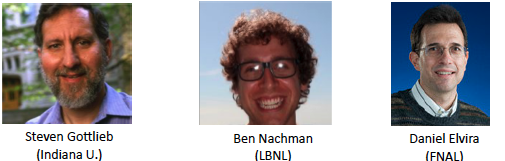 Steven Gottlieb
(Indiana U.)
Ben Nachman
(LBNL)
Daniel Elvira
(FNAL)